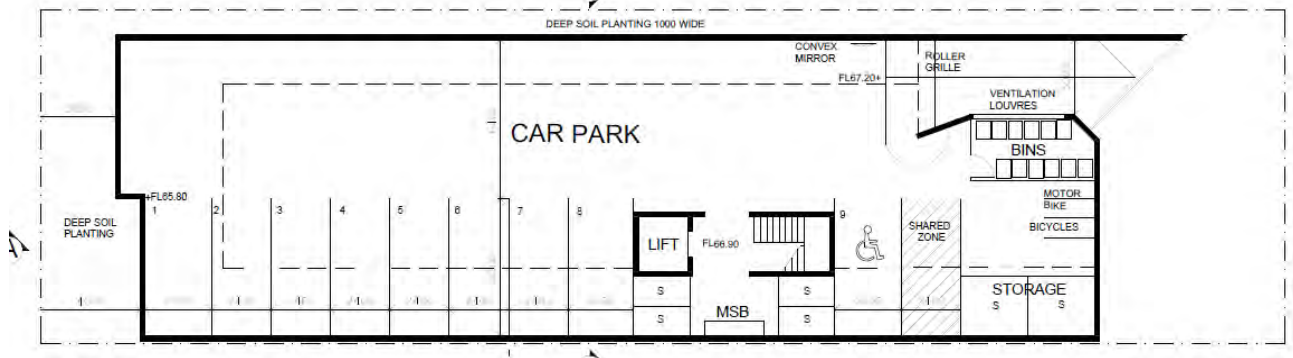 DEEP SOIL PLANTING 1000 WIDE
CONVEX
MIRROR
ROLLER
GRILLE
FL67.20+
VENTILATION
LOUVRES
CAR PARK
BINS
+FL65.80
MOTOR
BIKE
BICYCLES
1
2
3
4
5
6
7
8
9
DEEP SOIL
PLANTING
LIFT
FL66.90
SHARED
ZONE
S
S
S
S
MSB
STORAGE
S
S